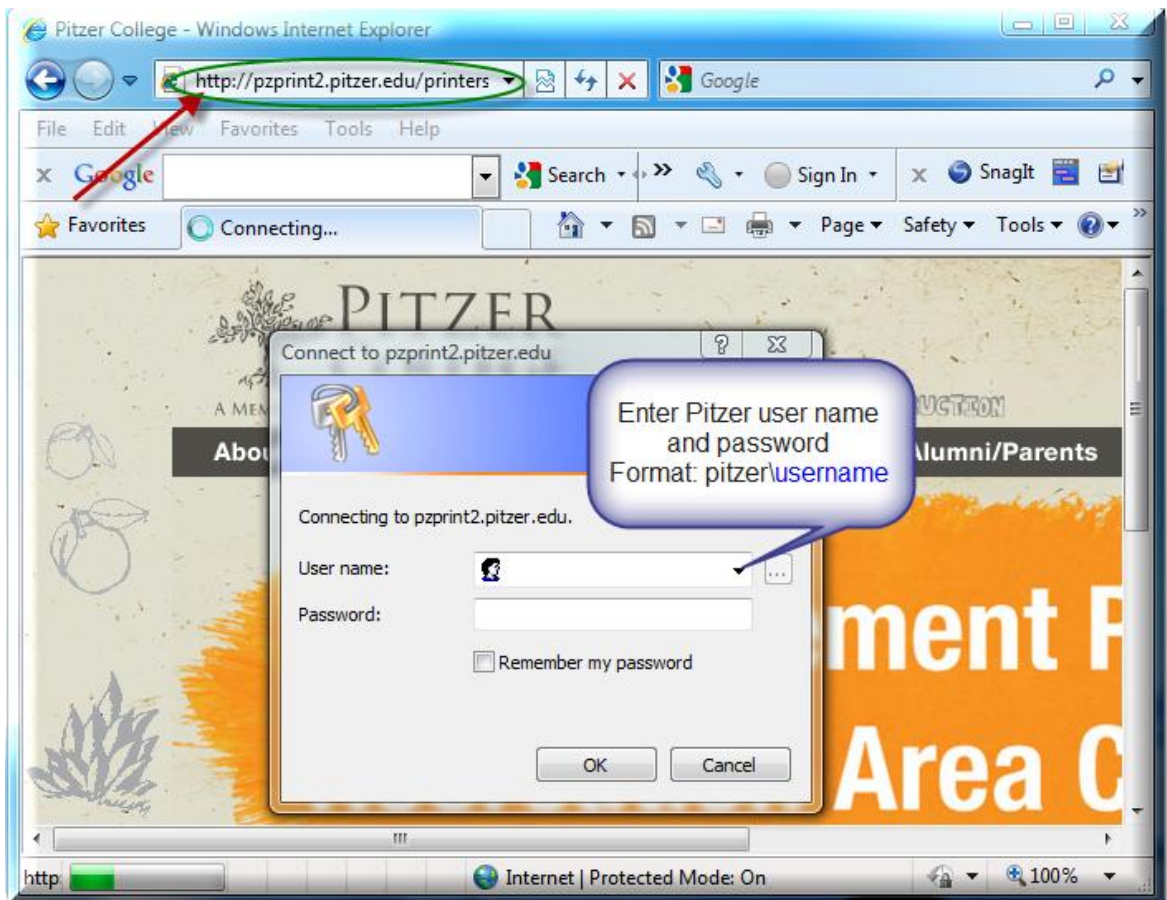 Pitzer College - Windows Internet Explorer
http://pzprint2.pitzer.edu/printers
Google
File Edit View Favorites Tools Help
x Google Search Sign In x SnagIt
Favorites Connecting... Page Safety Tools
PITZER
Connect to pzprint2.pitzer.edu
A MEM
Enter Pitzer user name
and password
Format: pitzer\username
Abou
Alumni/Parents
Connecting to pzprint2.pitzer.edu.
User name:
Password:
Remember my password
ment P
OK Cancel
Area C
http: Internet | Protected Mode: On 100%